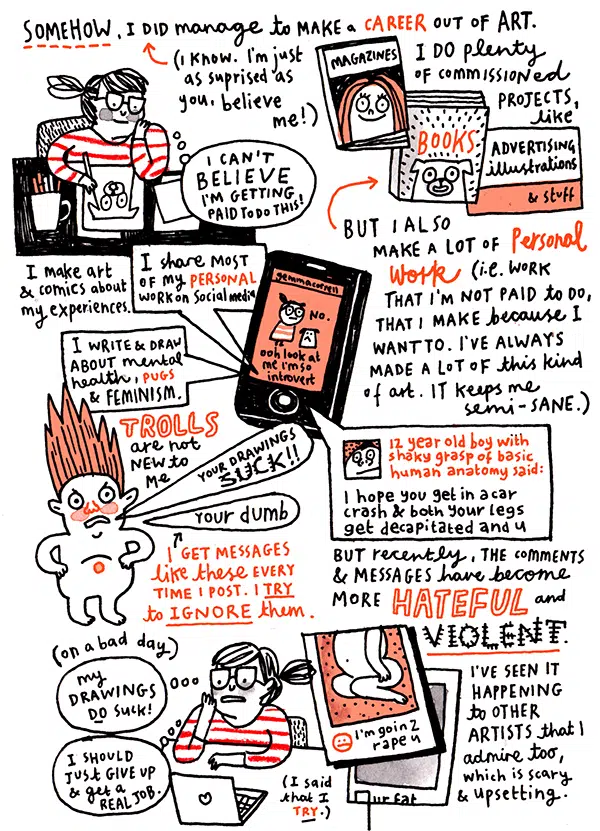 SOMEHOW, I DID manage to MAKE a CAREER OUT OF ART.
(I KNOW. I'm just
as suprised as
you, believe
me!)
I CAN'T
BELIEVE
I'M GETTING
PAID TO DO THIS!
I DO plenty
OF COMMISSIONed
PROJECTS,
like
MAGAZINES
BOOKS
ADVERTISING
illustrations
& stuff
BUT I ALSO
MAKE A LOT OF Personal
Work (i.e. WORK
THAT I'M NOT PAID to DO,
THAT I MAKE because I
WANT TO. I'VE ALWAYS
MADE A LOT OF this KIND
of art. IT KEEPS me
semi-SANE.)
I make art
& comics about
my experiences.
I share MOST
OF my PERSONAL
WORK on Social media
I WRITE & DRAW
ABOUT mental
health, PUGS
& FEMINISM.
gemmacorrell
NO.
ooh look at
me I'm so
introvert
TROLLS
are not
NEW to
Me
YOUR DRAWINGS
SUCK!!
your dumb
I GET MESSAGES
like these EVERY
TIME I POST. I TRY
to IGNORE them.
12 year old boy with
shaky grasp of basic
human anatomy said:
I hope you get in a car
crash & both your legs
get decapitated and u
BUT recently, THE COMMENTS
& MESSAGES have become
MORE HATEFUL and
VIOLENT.
(on a bad day)
my
DRAWINGS
DO SUCK!
I SHOULD
JUST GIVE UP
& get a
REAL JOB.
(I said
that I
TRY.)
I'm goin 2
rape u
ur fat
I'VE SEEN IT
HAPPENING
to OTHER
ARTISTS that I
admire too,
which is scary
& upsetting.